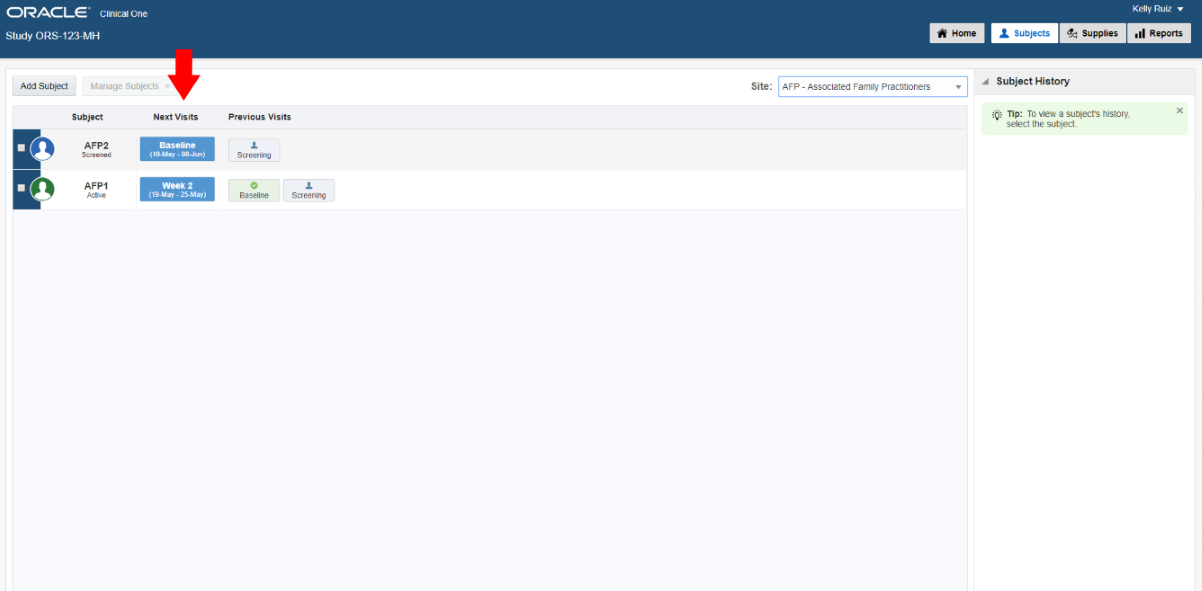 ORACLE® Clinical One
Kelly Ruiz
Study ORS-123-MH
Home
Subjects
Supplies
Reports
Add Subject
Manage Subjects
Site:
AFP - Associated Family Practitioners
Subject
Next Visits
Previous Visits
AFP2
Screened
Baseline
(10-May - 08-Jun)
Screening
AFP1
Active
Week 2
(19-May - 25-May)
Baseline
Screening
Subject History
Tip: To view a subject's history,
select the subject.